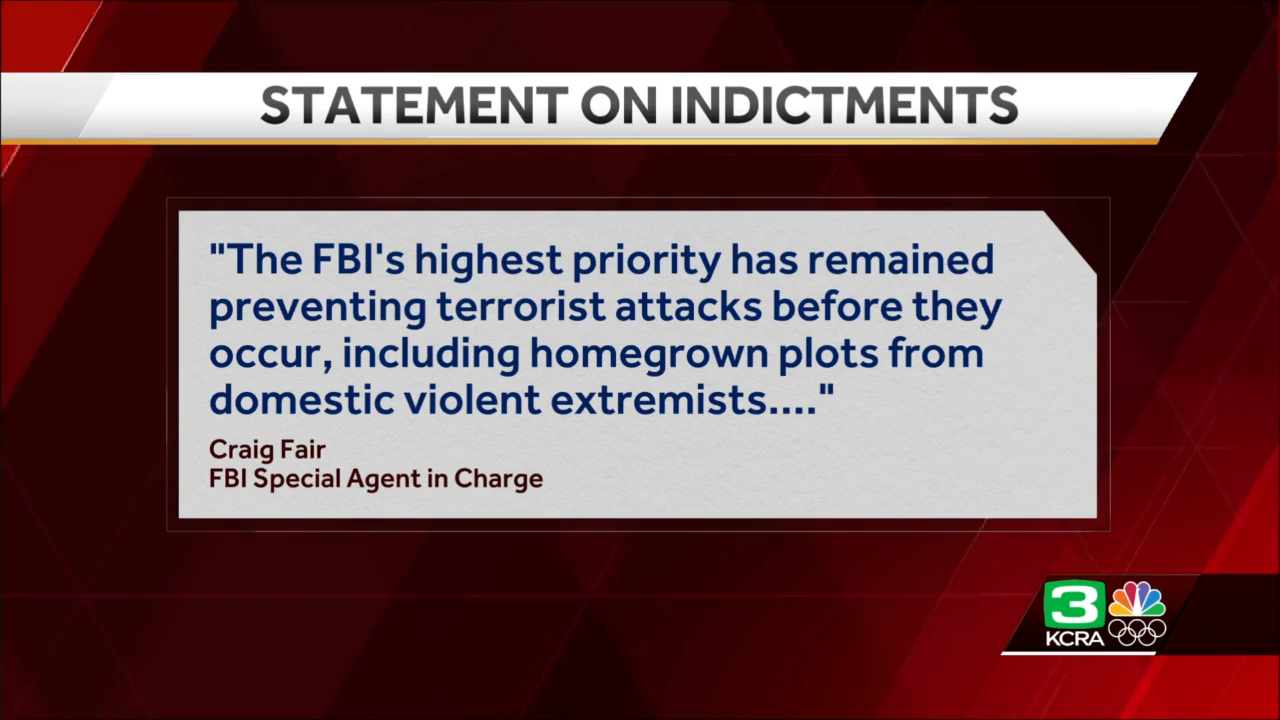 STATEMENT ON INDICTMENTS
"The FBI's highest priority has remained
preventing terrorist attacks before they
occur, including homegrown plots from
domestic violent extremists...."
Craig Fair
FBI Special Agent in Charge
3
KCRA